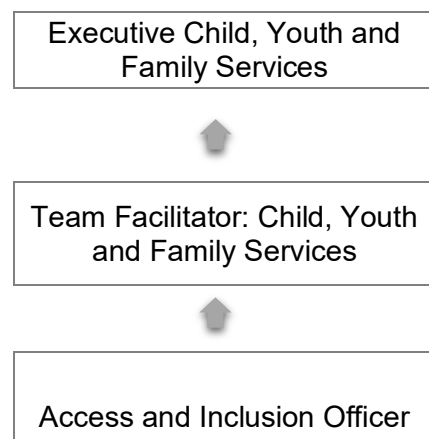 Executive Child, Youth and
Family Services
Team Facilitator: Child, Youth
and Family Services
Access and Inclusion Officer